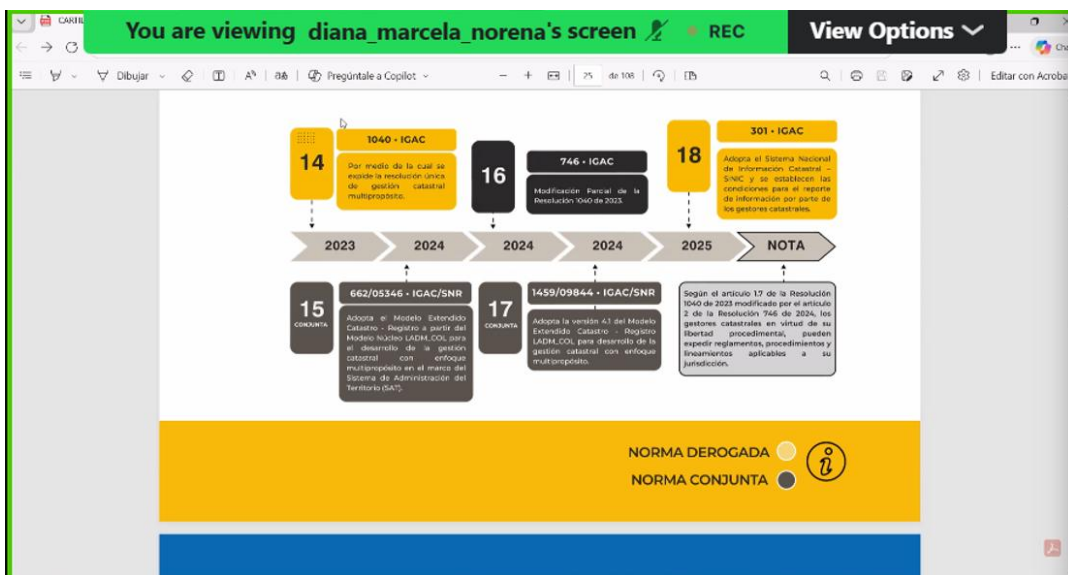 CARTIL
You are viewing diana_marcela_norena's screen
REC
View Options
Dibujar
Pregúntale a Copilot
25 de 108
Editar con Acroba
14
1040 - IGAC
Por medio de la cual se
expide la resolución única
de gestión catastral
multipropósito.
16
746 - IGAC
Modificación Parcial de la
Resolución 1040 de 2023.
18
301 - IGAC
Adopta el Sistema Nacional
de Información Catastral –
SINIC y se establecen las
condiciones para el reporte
de información por parte de
los gestores catastrales.
2023 2024 2024 2024 2025 NOTA
15
CONJUNTA
662/05346 - IGAC/SNR
Adopta el Modelo Extendido
Catastro - Registro a partir del
Modelo Núcleo LADM_COL para
el desarrollo de la gestión
catastral con enfoque
multipropósito en el marco del
Sistema de Administración del
Territorio (SAT).
17
CONJUNTA
1459/09844 - IGAC/SNR
Adopta la versión 4.1 del Modelo
Extendido Catastro - Registro
LADM_COL para desarrollo de la
gestión catastral con enfoque
multipropósito.
Según el artículo 1.7 de la Resolución
1040 de 2023 modificado por el artículo
2 de la Resolución 746 de 2024, los
gestores catastrales en virtud de su
libertad procedimental, pueden
expedir reglamentos, procedimientos y
lineamientos aplicables a su
jurisdicción.
NORMA DEROGADA
NORMA CONJUNTA